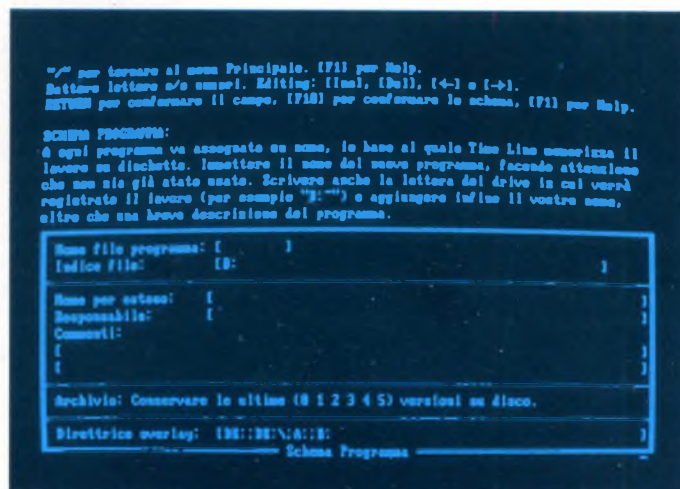 "/" per tornare al menu Principale. [F1] per Help.
Battere lettere e/o numeri. Editing: [Ins], [Del], [←] e [→].
RETURN per confermare il campo, [F10] per confermare lo schema, [F1] per Help.
SCHEMA PROGRAMMA:
A ogni programma va assegnato un nome, in base al quale Time Line memorizza il
lavoro su dischetto. Immettere il nome del nuovo programma, facendo attenzione
che non sia già stato usato. Scrivere anche la lettera del drive in cui verrà
registrato il lavoro (per esempio ) e aggiungere infine il vostro nome,
oltre che una breve descrizione del programma.
Nome file programma: [ ]
Indice file: [B: ]
Nome per esteso: [ ]
Responsabile: [ ]
Commenti:
[ ]
[ ]
Archivio: Conservare le ultime (0 1 2 3 4 5) versioni su disco.
Direttrice overlay: ]
Schema Programma